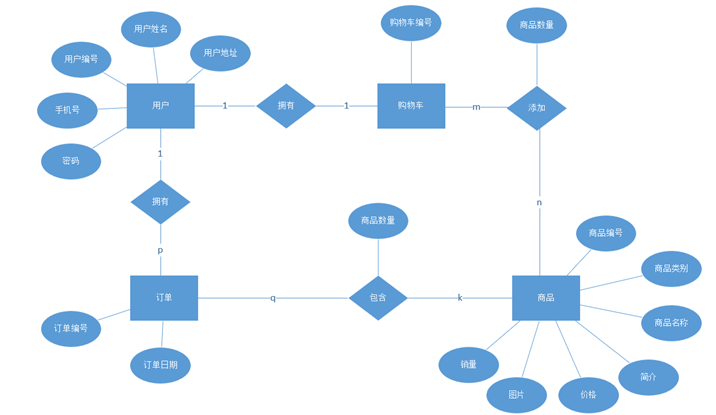 购物车编号
用户姓名
商品数量
用户地址
用户编号
用户
1
拥有
1
购物车
m
添加
手机号
密码
1
拥有
n
商品数量
商品编号
p
商品类别
订单
q
包含
k
商品
商品名称
订单编号
订单日期
销量
图片
价格
简介